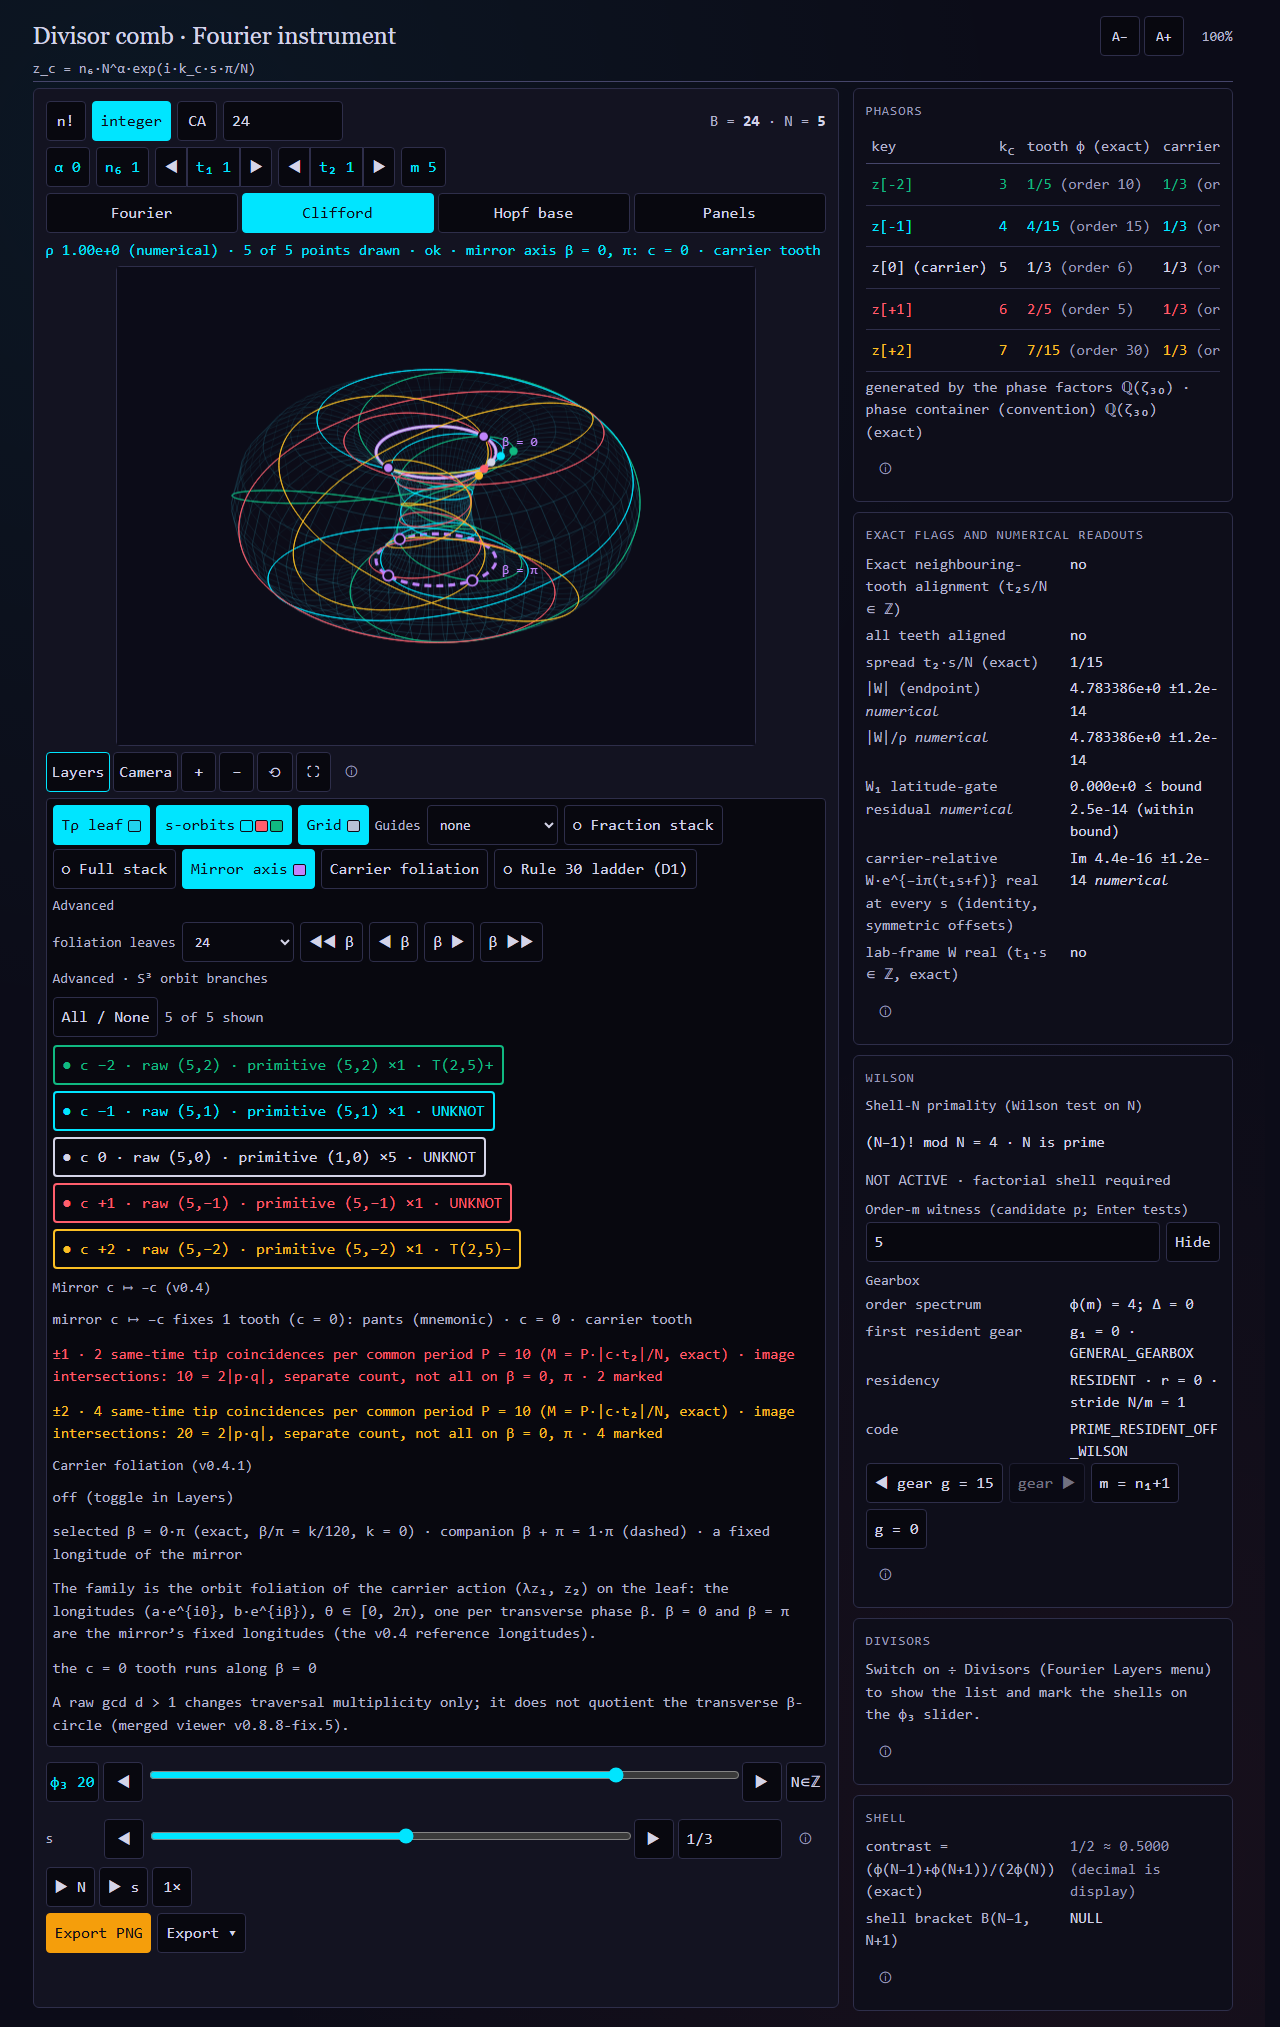 Divisor comb · Fourier instrument
A− A+ 100%
z_c = n₆·N^α·exp(i·k_c·s·π/N)
n! integer CA 24
B = 24 · N = 5
α 0 n₆ 1 ◀ t₁ 1 ▶ ◀ t₂ 1 ▶ m 5
Fourier Clifford Hopf base Panels
ρ 1.00e+0 (numerical) · 5 of 5 points drawn · ok · mirror axis β = 0, π: c = 0 · carrier tooth
β = 0
β = π
Layers Camera + − ⟲ ⛶ ⓘ
Tρ leaf s-orbits Grid Guides none ○ Fraction stack
○ Full stack Mirror axis Carrier foliation ○ Rule 30 ladder (D1)
Advanced
foliation leaves 24 ◀◀ β ◀ β β ▶ β ▶▶
Advanced · S³ orbit branches
All / None 5 of 5 shown
● c −2 · raw (5,2) · primitive (5,2) ×1 · T(2,5)+
● c −1 · raw (5,1) · primitive (5,1) ×1 · UNKNOT
● c 0 · raw (5,0) · primitive (1,0) ×5 · UNKNOT
● c +1 · raw (5,−1) · primitive (5,−1) ×1 · UNKNOT
● c +2 · raw (5,−2) · primitive (5,−2) ×1 · T(2,5)−
Mirror c ↦ −c (v0.4)
mirror c ↦ −c fixes 1 tooth (c = 0): pants (mnemonic) · c = 0 · carrier tooth
±1 · 2 same-time tip coincidences per common period P = 10 (M = P·|c·t₂|/N, exact) · image
intersections: 10 = 2|p·q|, separate count, not all on β = 0, π · 2 marked
±2 · 4 same-time tip coincidences per common period P = 10 (M = P·|c·t₂|/N, exact) · image
intersections: 20 = 2|p·q|, separate count, not all on β = 0, π · 4 marked
Carrier foliation (v0.4.1)
off (toggle in Layers)
selected β = 0·π (exact, β/π = k/120, k = 0) · companion β + π = 1·π (dashed) · a fixed
longitude of the mirror
The family is the orbit foliation of the carrier action (λz₁, z₂) on the leaf: the
longitudes (a·e^{iθ}, b·e^{iβ}), θ ∈ [0, 2π), one per transverse phase β. β = 0 and β = π
are the mirror’s fixed longitudes (the v0.4 reference longitudes).
the c = 0 tooth runs along β = 0
A raw gcd d > 1 changes traversal multiplicity only; it does not quotient the transverse β-
circle (merged viewer v0.8.8-fix.5).
ϕ₃ 20 ◀ ▶ N∈ℤ
s ◀ ▶ 1/3 ⓘ
▶ N ▶ s 1×
Export PNG Export ▾
PHASORS
key k_C tooth ϕ (exact) carrier
z[-2] 3 1/5 (order 10) 1/3 (or
z[-1] 4 4/15 (order 15) 1/3 (or
z[0] (carrier) 5 1/3 (order 6) 1/3 (or
z[+1] 6 2/5 (order 5) 1/3 (or
z[+2] 7 7/15 (order 30) 1/3 (or
generated by the phase factors ℚ(ζ₃₀) ·
phase container (convention) ℚ(ζ₃₀)
(exact)
ⓘ
EXACT FLAGS AND NUMERICAL READOUTS
Exact neighbouring- no
tooth alignment (t₂s/N
∈ ℤ)
all teeth aligned no
spread t₂·s/N (exact) 1/15
|W| (endpoint) 4.783386e+0 ±1.2e-
numerical 14
|W|/ρ numerical 4.783386e+0 ±1.2e-
14
W₁ latitude-gate 0.000e+0 ≤ bound
residual numerical 2.5e-14 (within
bound)
carrier-relative Im 4.4e-16 ±1.2e-
W·e^{−iπ(t₁s+f)} real 14 numerical
at every s (identity,
symmetric offsets)
lab-frame W real (t₁·s no
∈ ℤ, exact)
ⓘ
WILSON
Shell-N primality (Wilson test on N)
(N−1)! mod N = 4 · N is prime
NOT ACTIVE · factorial shell required
Order-m witness (candidate p; Enter tests)
5 Hide
Gearbox
order spectrum ϕ(m) = 4; Δ = 0
first resident gear g₁ = 0 ·
GENERAL_GEARBOX
residency RESIDENT · r = 0 ·
stride N/m = 1
code PRIME_RESIDENT_OFF
_WILSON
◀ gear g = 15 gear ▶ m = n₁+1
g = 0
ⓘ
DIVISORS
Switch on ÷ Divisors (Fourier Layers menu)
to show the list and mark the shells on
the ϕ₃ slider.
ⓘ
SHELL
contrast = 1/2 ≈ 0.5000
(ϕ(N−1)+ϕ(N+1))/(2ϕ(N)) (decimal is
(exact) display)
shell bracket B(N−1, NULL
N+1)
ⓘ